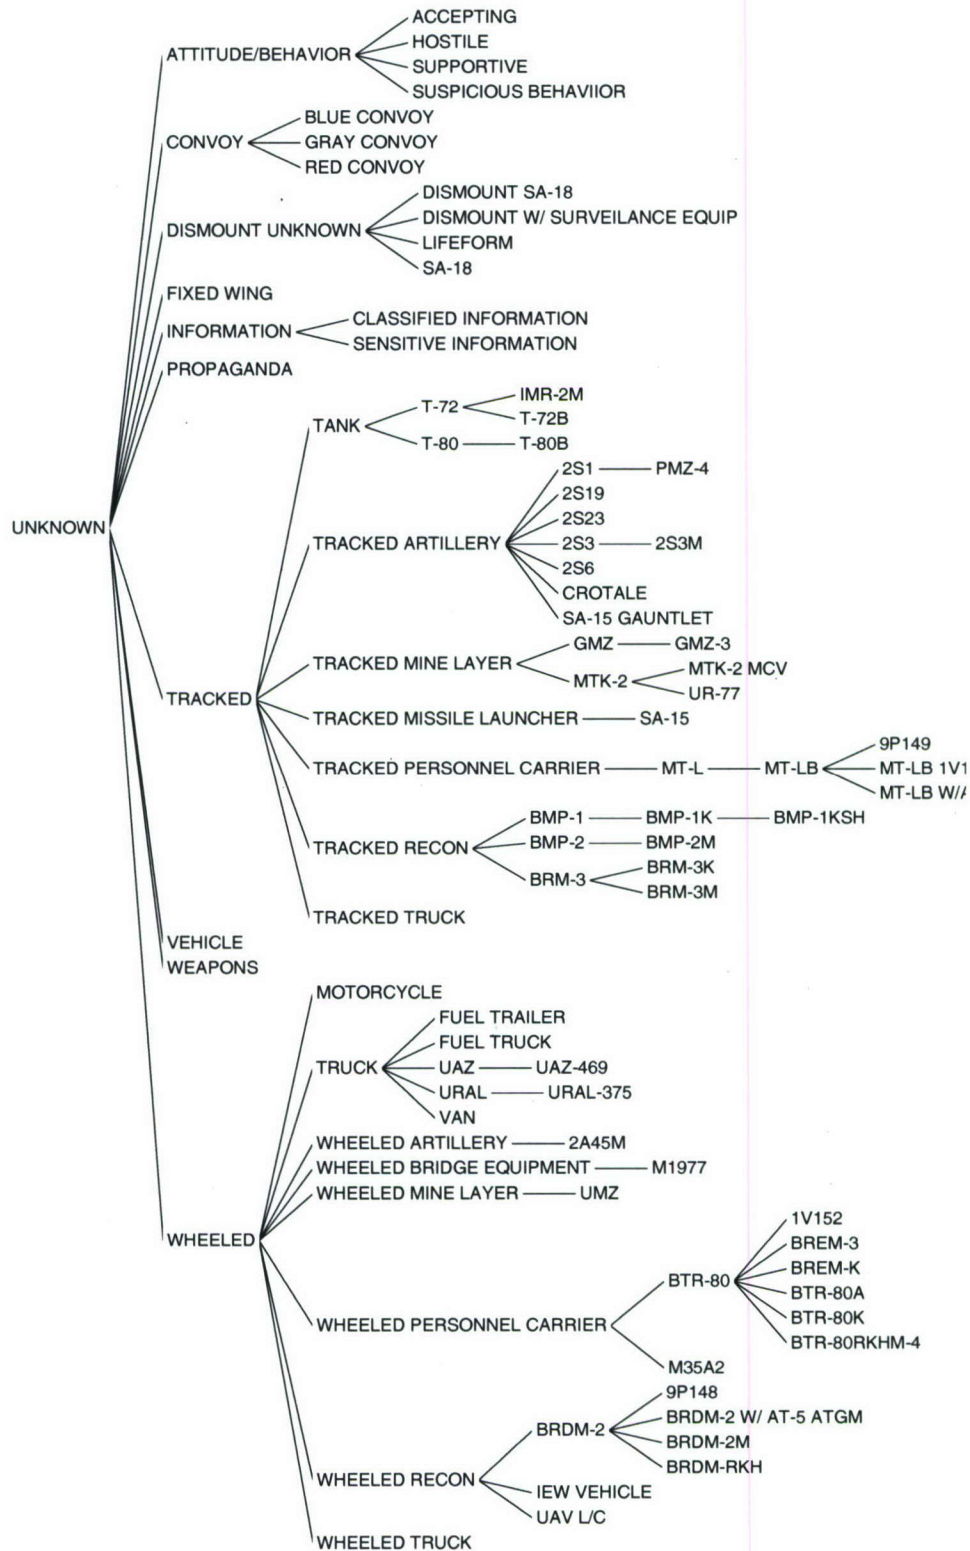 ACCEPTING
HOSTILE
ATTITUDE/BEHAVIOR
SUPPORTIVE
SUSPICIOUS BEHAVIIOR
BLUE CONVOY
CONVOY
GRAY CONVOY
RED CONVOY
DISMOUNT SA-18
DISMOUNT W/ SURVEILANCE EQUIP
DISMOUNT UNKNOWN
LIFEFORM
SA-18
FIXED WING
CLASSIFIED INFORMATION
INFORMATION
SENSITIVE INFORMATION
PROPAGANDA
IMR-2M
T-72
T-72B
TANK
T-80
T-80B
2S1
PMZ-4
2S19
2S23
UNKNOWN
TRACKED ARTILLERY
2S3
2S3M
2S6
CROTALE
SA-15 GAUNTLET
GMZ
GMZ-3
TRACKED MINE LAYER
MTK-2 MCV
MTK-2
UR-77
TRACKED
TRACKED MISSILE LAUNCHER
SA-15
9P149
TRACKED PERSONNEL CARRIER
MT-L
MT-LB
MT-LB 1V1
MT-LB W/
BMP-1
BMP-1K
BMP-1KSH
BMP-2
BMP-2M
TRACKED RECON
BRM-3K
BRM-3
BRM-3M
TRACKED TRUCK
VEHICLE
WEAPONS
MOTORCYCLE
FUEL TRAILER
FUEL TRUCK
TRUCK
UAZ
UAZ-469
URAL
URAL-375
VAN
WHEELED ARTILLERY
2A45M
WHEELED BRIDGE EQUIPMENT
M1977
WHEELED MINE LAYER
UMZ
1V152
WHEELED
BREM-3
BREM-K
BTR-80
BTR-80A
BTR-80K
WHEELED PERSONNEL CARRIER
BTR-80RKHM-4
M35A2
9P148
BRDM-2 W/ AT-5 ATGM
BRDM-2
BRDM-2M
BRDM-RKH
WHEELED RECON
IEW VEHICLE
UAV L/C
WHEELED TRUCK